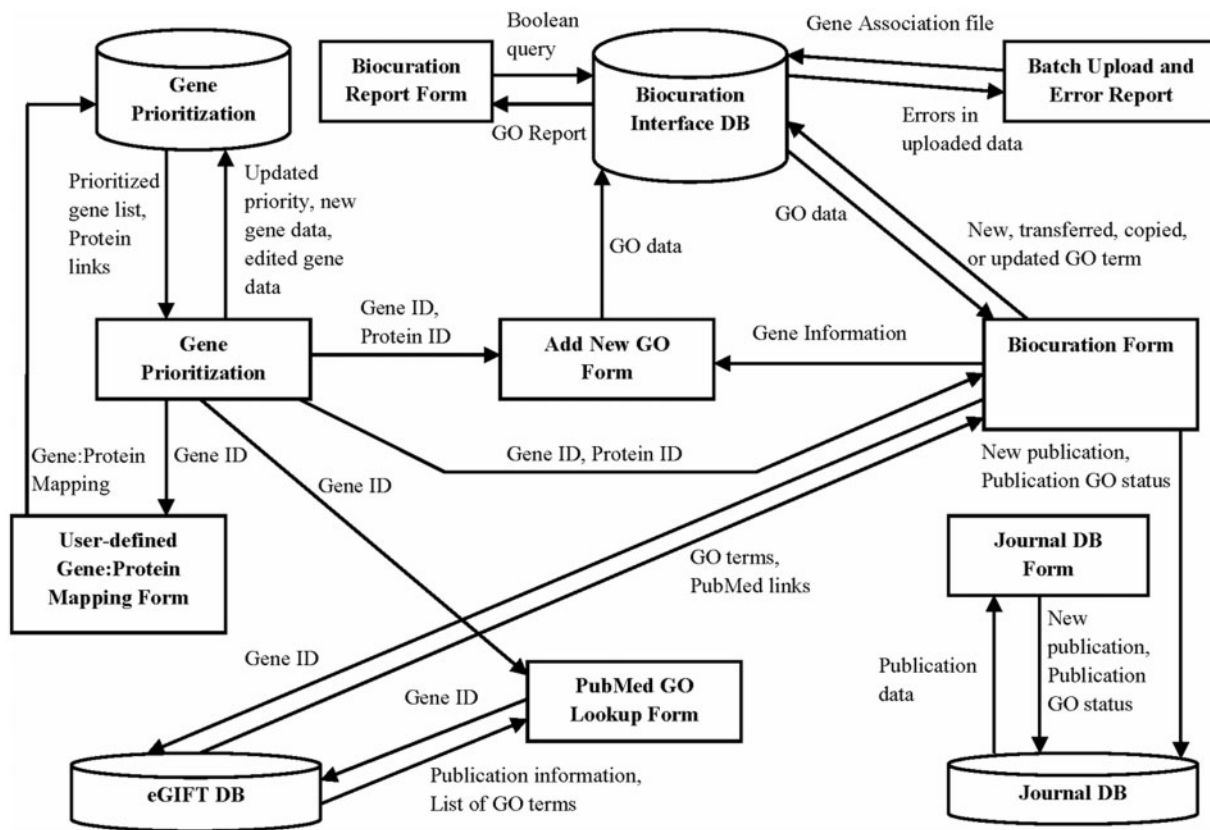 Gene
Prioritization
Biocuration
Report Form
Boolean
query
GO Report
Biocuration
Interface DB
Gene Association file
Errors in
uploaded data
Batch Upload and
Error Report
Prioritized
gene list,
Protein
links
Updated
priority, new
gene data,
edited gene
data
GO data
GO data
New, transferred, copied,
or updated GO term
Gene
Prioritization
Gene ID,
Protein ID
Add New GO
Form
Gene Information
Biocuration Form
Gene:Protein
Mapping
Gene ID
Gene ID
Gene ID, Protein ID
New publication,
Publication GO status
User-defined
Gene:Protein
Mapping Form
GO terms,
PubMed links
Journal DB
Form
Gene ID
Gene ID
PubMed GO
Lookup Form
Publication
data
New
publication,
Publication
GO status
eGIFT DB
Publication information,
List of GO terms
Journal DB